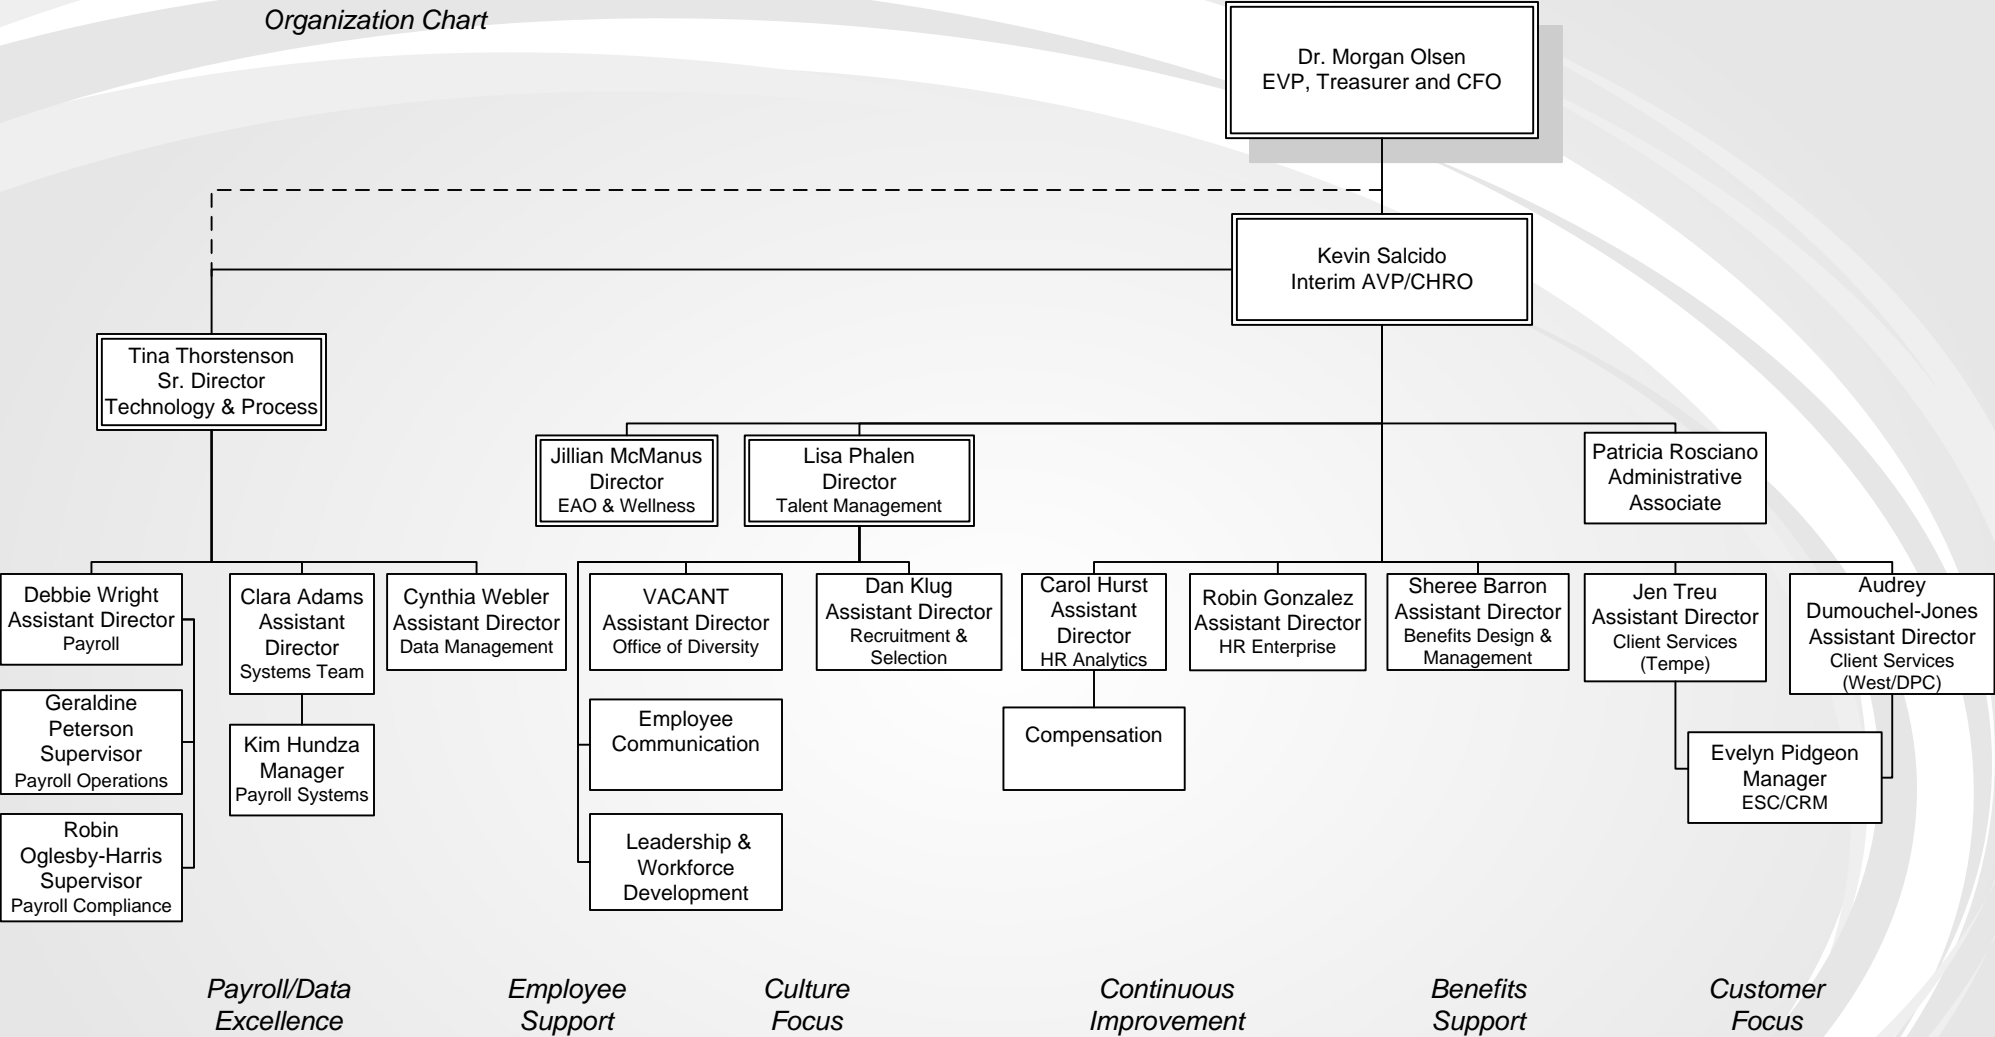 Organization Chart
Dr. Morgan Olsen
EVP, Treasurer and CFO
Kevin Salcido
Interim AVP/CHRO
Tina Thorstenson
Sr. Director
Technology & Process
Jillian McManus
Director
EAO & Wellness
Lisa Phalen
Director
Talent Management
Patricia Rosciano
Administrative
Associate
Debbie Wright
Assistant Director
Payroll
Clara Adams
Assistant
Director
Systems Team
Cynthia Webler
Assistant Director
Data Management
VACANT
Assistant Director
Office of Diversity
Dan Klug
Assistant Director
Recruitment &
Selection
Carol Hurst
Assistant
Director
HR Analytics
Robin Gonzalez
Assistant Director
HR Enterprise
Sheree Barron
Assistant Director
Benefits Design &
Management
Jen Treu
Assistant Director
Client Services
(Tempe)
Audrey
Dumouchel-Jones
Assistant Director
Client Services
(West/DPC)
Geraldine
Peterson
Supervisor
Payroll Operations
Kim Hundza
Manager
Payroll Systems
Employee
Communication
Compensation
Evelyn Pidgeon
Manager
ESC/CRM
Robin
Oglesby-Harris
Supervisor
Payroll Compliance
Leadership &
Workforce
Development
Payroll/Data
Excellence
Employee
Support
Culture
Focus
Continuous
Improvement
Benefits
Support
Customer
Focus